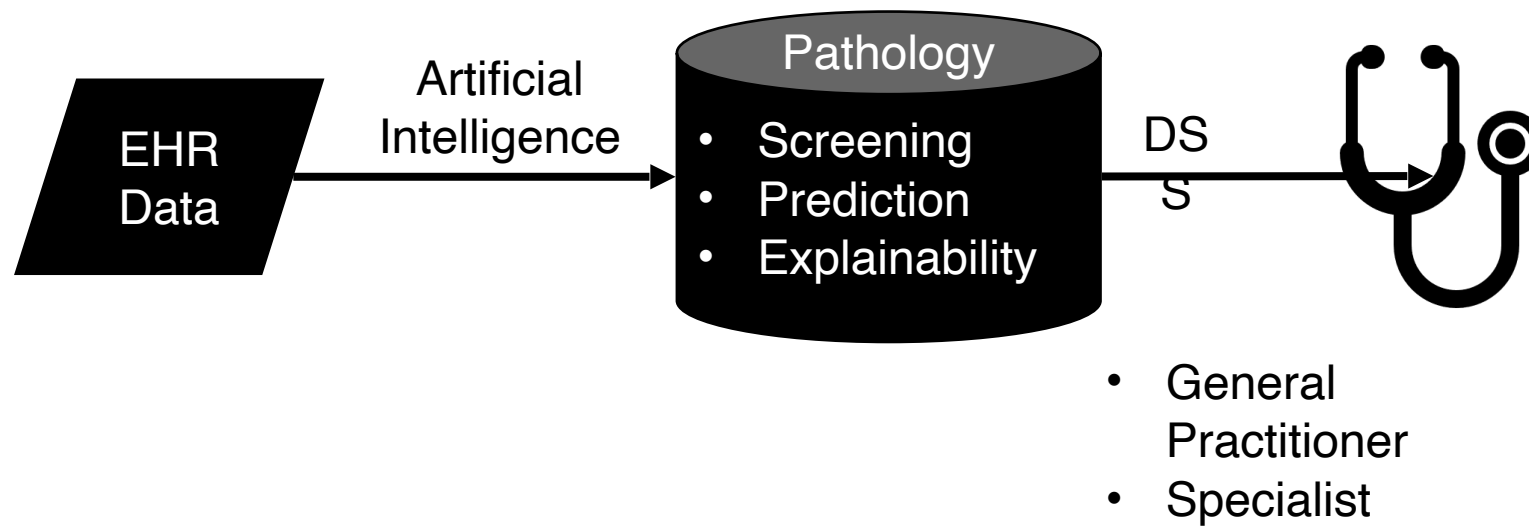 EHR
Data
Artificial
Intelligence
Pathology
• Screening
• Prediction
• Explainability
DS
S
• General
Practitioner
• Specialist